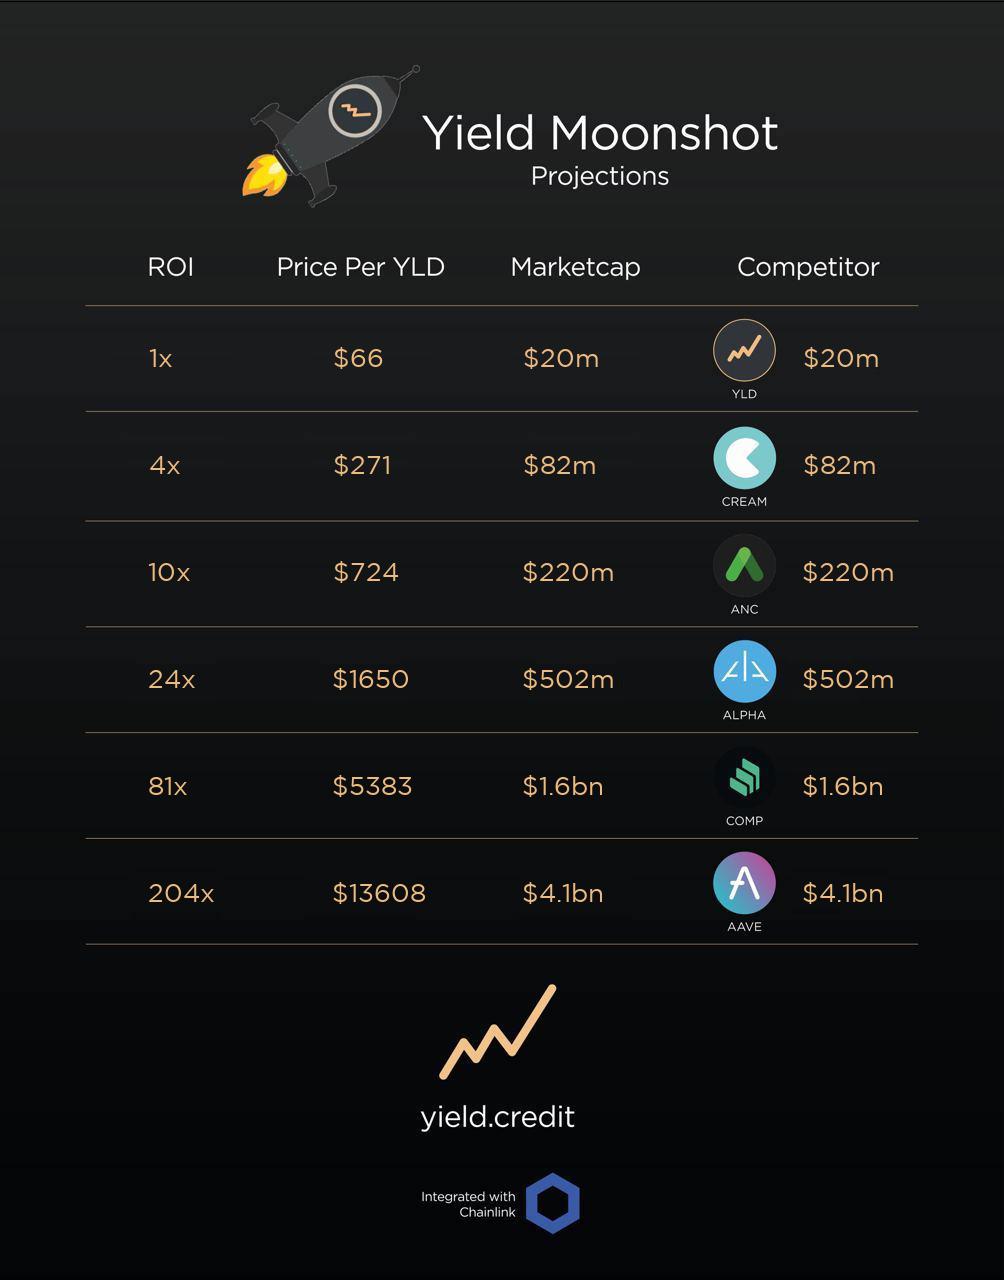 Yield Moonshot
Projections
ROI Price Per YLD Marketcap Competitor
1x $66 $20m $20m
YLD
4x $271 $82m $82m
CREAM
10x $724 $220m $220m
ANC
24x $1650 $502m $502m
ALPHA
81x $5383 $1.6bn $1.6bn
COMP
204x $13608 $4.1bn $4.1bn
AAVE
yield.credit
Integrated with
Chainlink